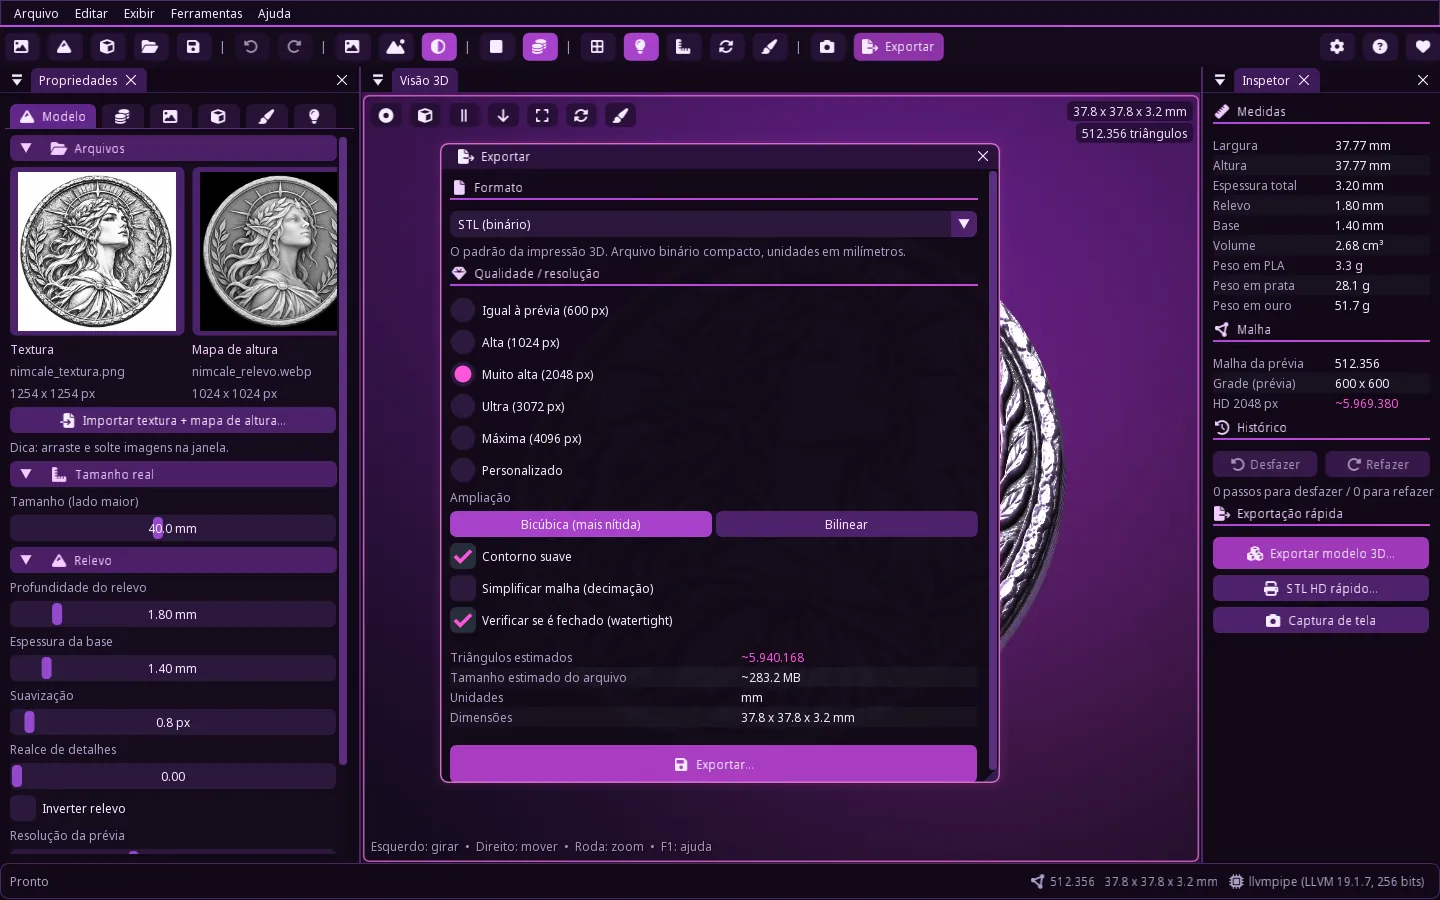 Arquivo Editar Exibir Ferramentas Ajuda
Exportar
Propriedades
Modelo
Arquivos
Textura
nimcale_textura.png
1254 x 1254 px
Mapa de altura
nimcale_relevo.webp
1024 x 1024 px
Importar textura + mapa de altura...
Dica: arraste e solte imagens na janela.
Tamanho real
Tamanho (lado maior)
40.0 mm
Relevo
Profundidade do relevo
1.80 mm
Espessura da base
1.40 mm
Suavização
0.8 px
Realce de detalhes
0.00
Inverter relevo
Resolução da prévia
Visão 3D
37.8 x 37.8 x 3.2 mm
512.356 triângulos
Exportar
Formato
STL (binário)
O padrão da impressão 3D. Arquivo binário compacto, unidades em milímetros.
Qualidade / resolução
Igual à prévia (600 px)
Alta (1024 px)
Muito alta (2048 px)
Ultra (3072 px)
Máxima (4096 px)
Personalizado
Ampliação
Bicúbica (mais nítida) Bilinear
Contorno suave
Simplificar malha (decimação)
Verificar se é fechado (watertight)
Triângulos estimados ~5.940.168
Tamanho estimado do arquivo ~283.2 MB
Unidades mm
Dimensões 37.8 x 37.8 x 3.2 mm
Exportar...
Esquerdo: girar • Direito: mover • Roda: zoom • F1: ajuda
Inspetor
Medidas
Largura 37.77 mm
Altura 37.77 mm
Espessura total 3.20 mm
Relevo 1.80 mm
Base 1.40 mm
Volume 2.68 cm³
Peso em PLA 3.3 g
Peso em prata 28.1 g
Peso em ouro 51.7 g
Malha
Malha da prévia 512.356
Grade (prévia) 600 x 600
HD 2048 px ~5.969.380
Histórico
Desfazer Refazer
0 passos para desfazer / 0 para refazer
Exportação rápida
Exportar modelo 3D...
STL HD rápido...
Captura de tela
Pronto
512.356 37.8 x 37.8 x 3.2 mm llvmpipe (LLVM 19.1.7, 256 bits)